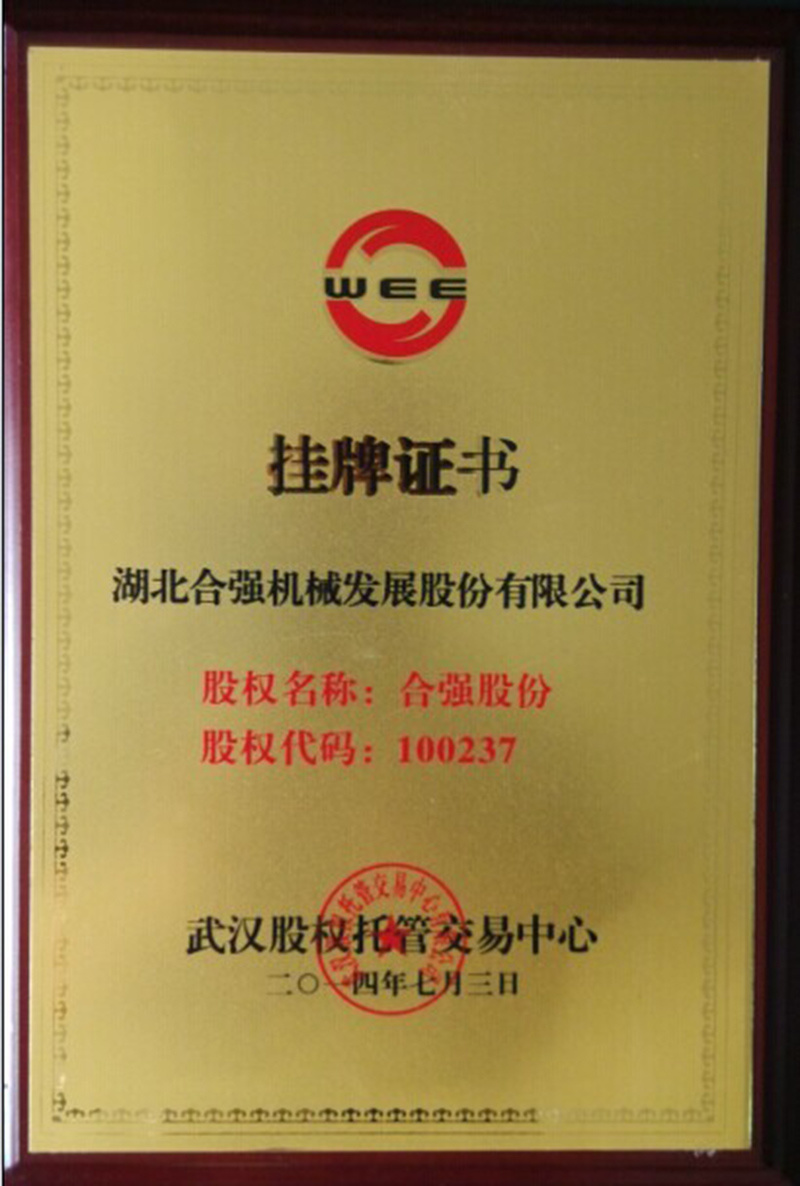 WEE
挂牌证书
湖北合强机械发展股份有限公司
股权名称：合强股份
股权代码：100237
武汉股权托管交易中心
二〇一四年七月三日